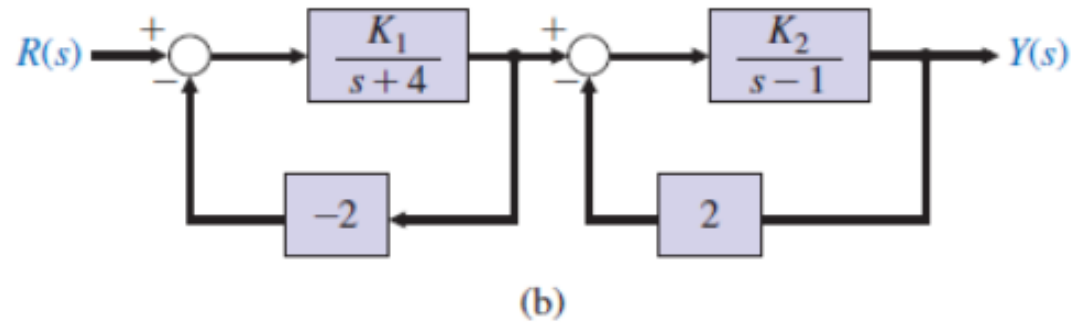 R(s) + − K₁ / (s + 4) + − K₂ / (s − 1) Y(s)
−2 2
(b)